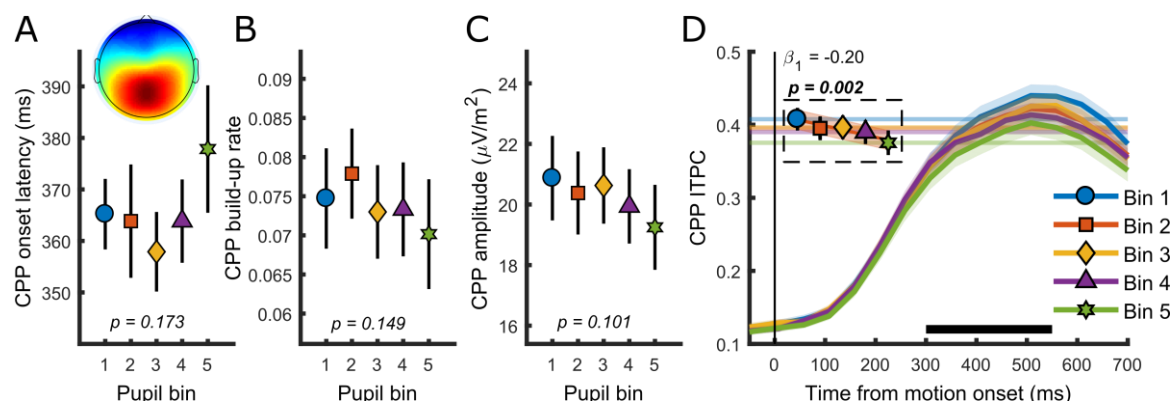 A
CPP onset latency (ms)
390
380
370
360
350
p = 0.173
1 2 3 4 5
Pupil bin
B
CPP build-up rate
0.09
0.085
0.08
0.075
0.07
0.065
0.06
p = 0.149
1 2 3 4 5
Pupil bin
C
CPP amplitude (μV/m²)
24
22
20
18
16
p = 0.101
1 2 3 4 5
Pupil bin
D
CPP ITPC
0.5
0.4
0.3
0.2
0.1
β₁ = -0.20
p = 0.002
Bin 1
Bin 2
Bin 3
Bin 4
Bin 5
0 100 200 300 400 500 600 700
Time from motion onset (ms)